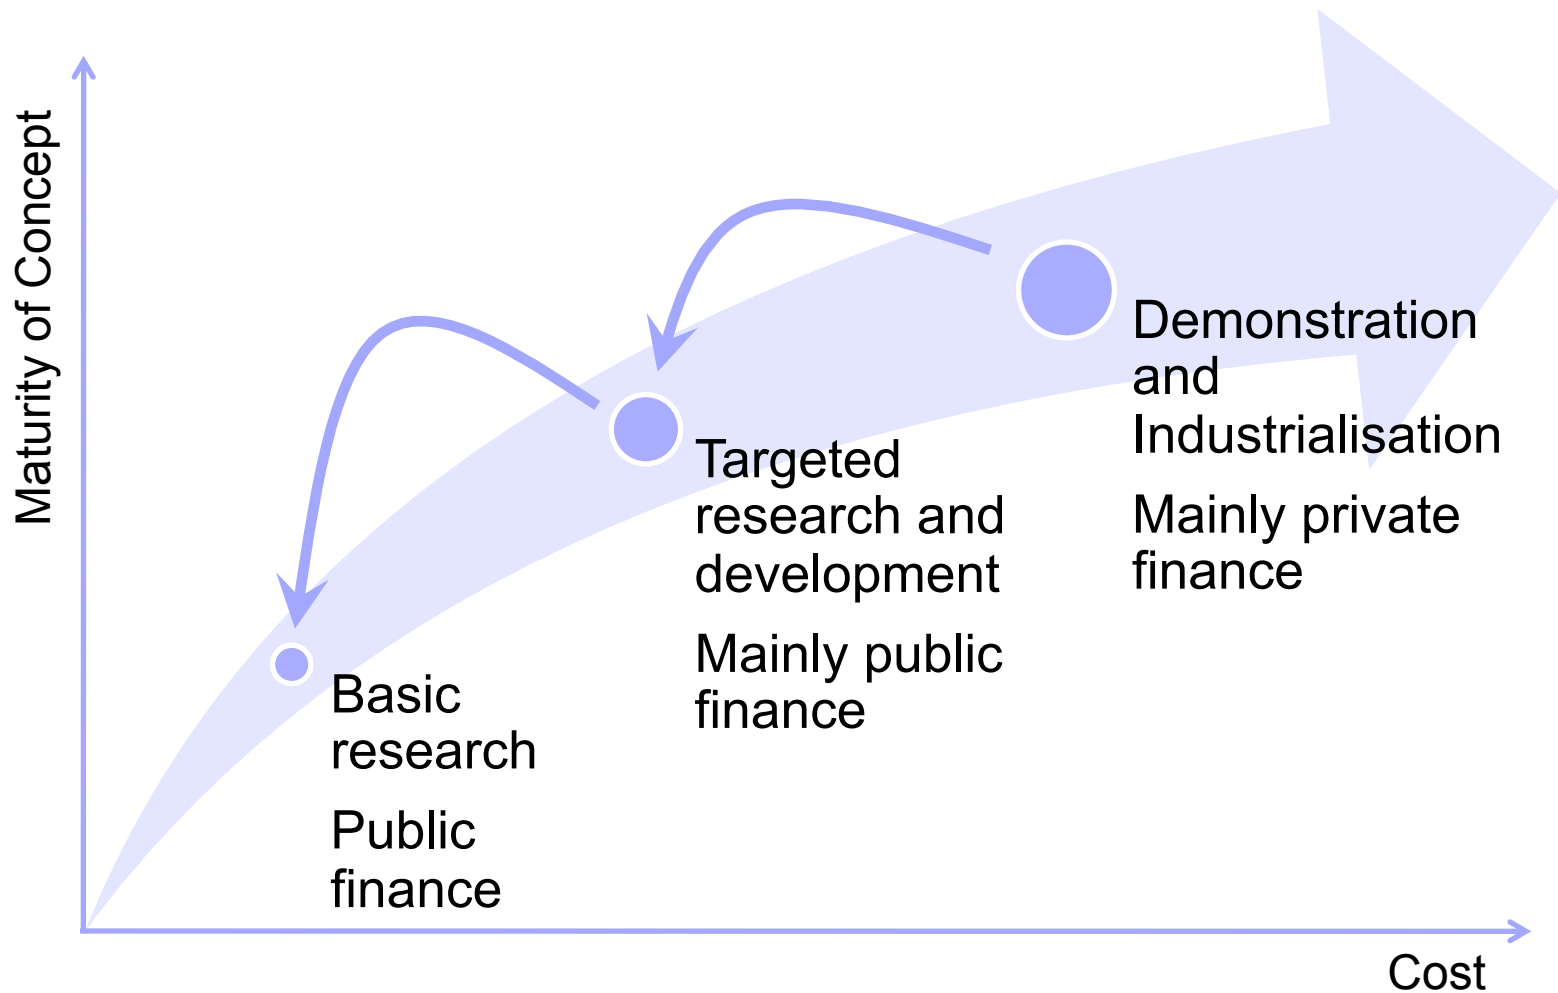 Maturity of Concept
Basic
research
Public
finance
Targeted
research and
development
Mainly public
finance
Demonstration
and
Industrialisation
Mainly private
finance
Cost